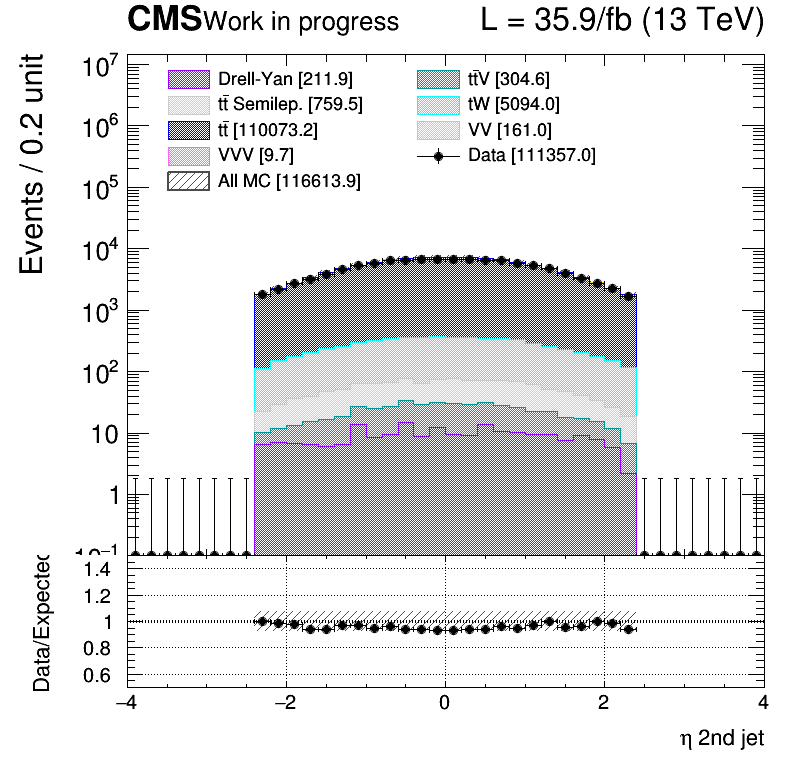 CMS Work in progress L = 35.9/fb (13 TeV)
Events / 0.2 unit
10⁷
10⁶
10⁵
10⁴
10³
10²
10
1
10⁻¹
Drell-Yan [211.9]
tt̄ Semilep. [759.5]
tt̄ [110073.2]
VVV [9.7]
All MC [116613.9]
tt̄V [304.6]
tW [5094.0]
VV [161.0]
Data [111357.0]
Data/Expected
1.4
1.2
1
0.8
0.6
−4 −2 0 2 4
η 2nd jet